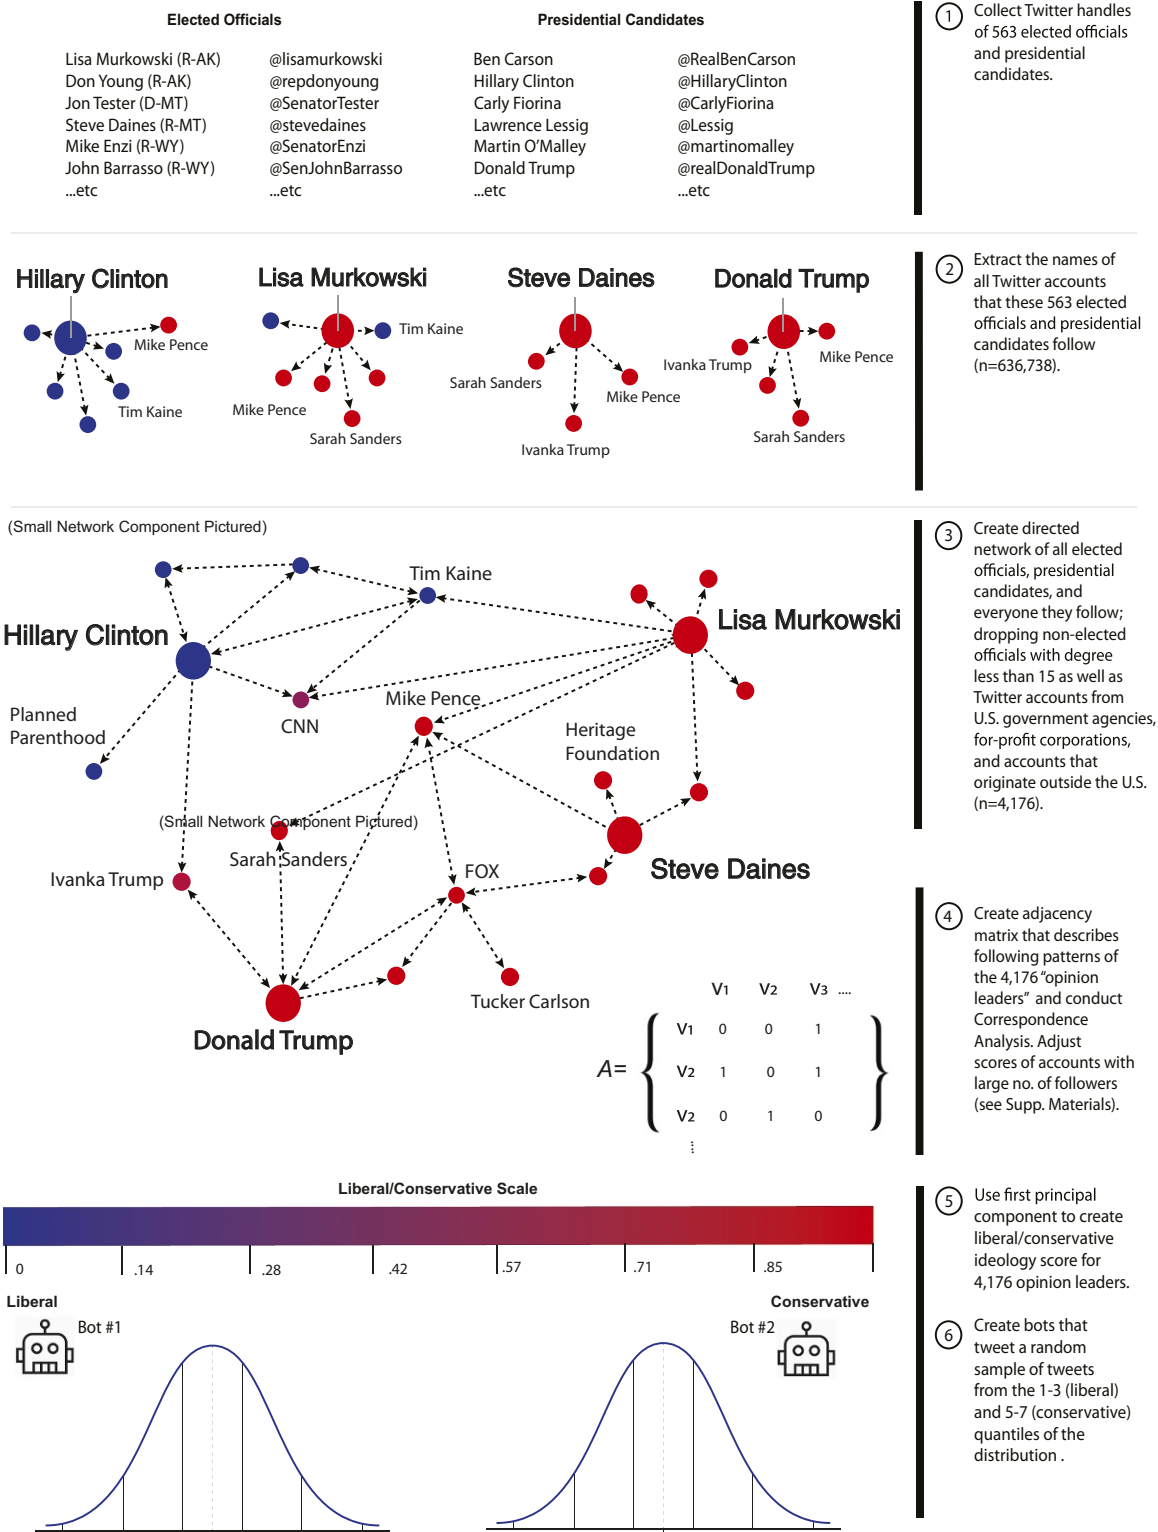 Elected Officials
Presidential Candidates
Lisa Murkowski (R-AK) @lisamurkowski Ben Carson @RealBenCarson
Don Young (R-AK) @repdonyoung Hillary Clinton @HillaryClinton
Jon Tester (D-MT) @SenatorTester Carly Fiorina @CarlyFiorina
Steve Daines (R-MT) @stevedaines Lawrence Lessig @Lessig
Mike Enzi (R-WY) @SenatorEnzi Martin O'Malley @martinomalley
John Barrasso (R-WY) @SenJohnBarrasso Donald Trump @realDonaldTrump
...etc ...etc ...etc ...etc
1
Collect Twitter handles
of 563 elected officials
and presidential
candidates.
Hillary Clinton
Mike Pence
Tim Kaine
Lisa Murkowski
Tim Kaine
Mike Pence
Sarah Sanders
Steve Daines
Sarah Sanders
Mike Pence
Ivanka Trump
Donald Trump
Ivanka Trump
Mike Pence
Sarah Sanders
2
Extract the names of
all Twitter accounts
that these 563 elected
officials and presidential
candidates follow
(n=636,738).
(Small Network Component Pictured)
Tim Kaine
Hillary Clinton
Lisa Murkowski
Planned
Parenthood
CNN
Mike Pence
Heritage
Foundation
(Small Network Component Pictured)
Sarah Sanders
Ivanka Trump
FOX
Steve Daines
Tucker Carlson
Donald Trump
3
Create directed
network of all elected
officials, presidential
candidates, and
everyone they follow;
dropping non-elected
officials with degree
less than 15 as well as
Twitter accounts from
U.S. government agencies,
for-profit corporations,
and accounts that
originate outside the U.S.
(n=4,176).
V1 V2 V3 ....
V1 0 0 1
A= V2 1 0 1
V2 0 1 0
4
Create adjacency
matrix that describes
following patterns of
the 4,176 "opinion
leaders" and conduct
Correspondence
Analysis. Adjust
scores of accounts with
large no. of followers
(see Supp. Materials).
Liberal/Conservative Scale
0 .14 .28 .42 .57 .71 .85
Liberal
Conservative
Bot #1
Bot #2
5
Use first principal
component to create
liberal/conservative
ideology score for
4,176 opinion leaders.
6
Create bots that
tweet a random
sample of tweets
from the 1-3 (liberal)
and 5-7 (conservative)
quantiles of the
distribution .